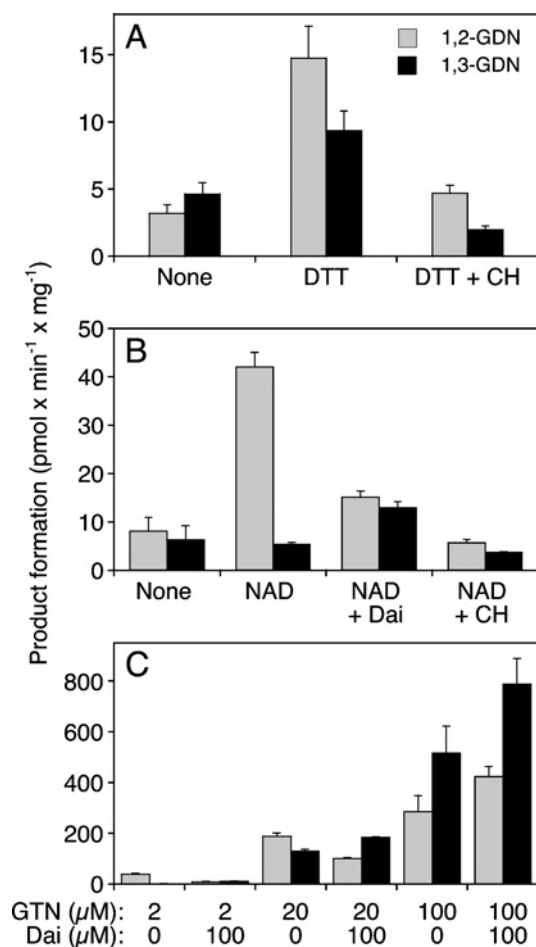 A
1,2-GDN
1,3-GDN
15
10
5
0
None DTT DTT + CH
B
50
40
30
20
10
0
None NAD NAD NAD
+ Dai + CH
C
800
600
400
200
0
Product formation (pmol x min⁻¹ x mg⁻¹)
GTN (µM): 2 2 20 20 100 100
Dai (µM): 0 100 0 100 0 100